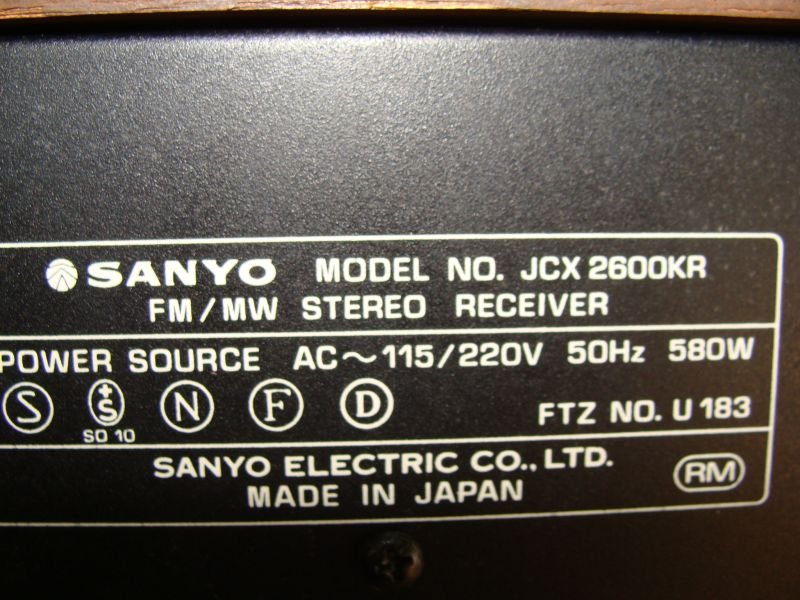 SANYO MODEL NO. JCX 2600KR
FM/MW STEREO RECEIVER
POWER SOURCE AC~115/220V 50Hz 580W
S +S N F D FTZ NO. U 183
SO 10
SANYO ELECTRIC CO., LTD. RM
MADE IN JAPAN